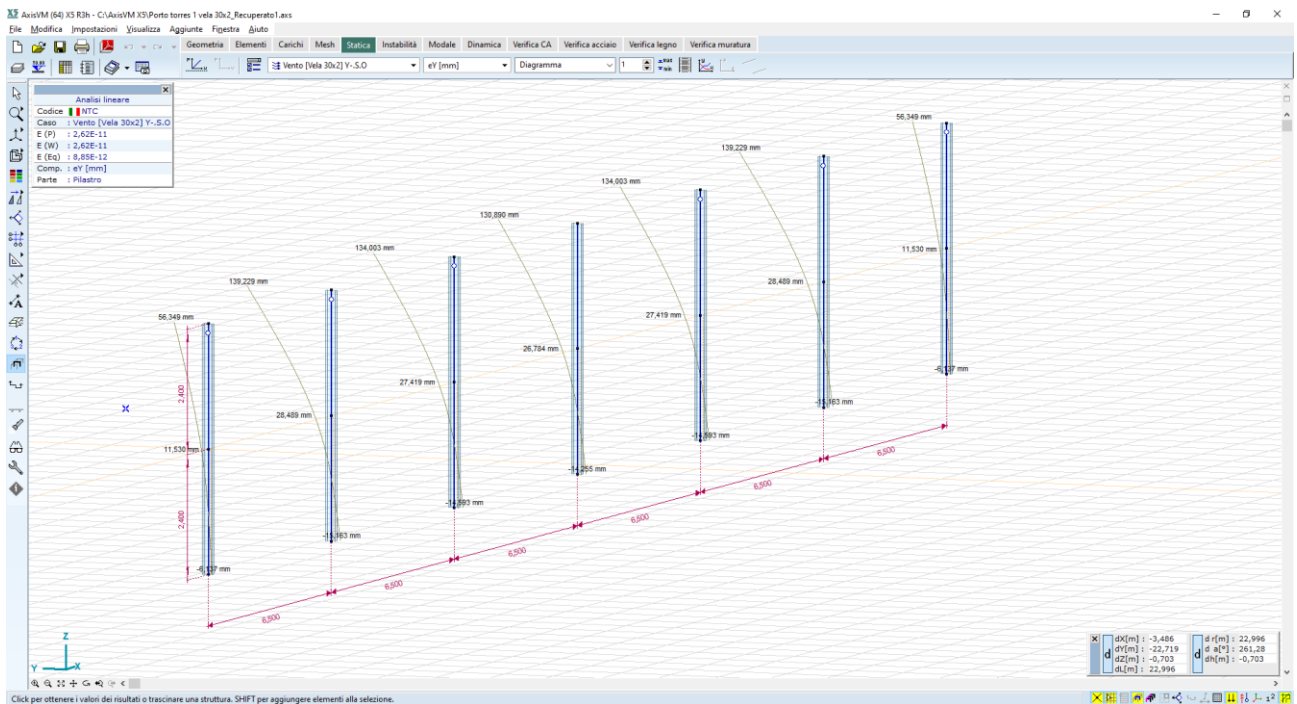 AxisVM (64) X5 R3h - C:\AxisVM X5\Porto torres 1 vela 30x2_Recuperato1.axs
File Modifica Impostazioni Visualizza Aggiunte Finestra Aiuto
Geometria Elementi Carichi Mesh Statica Instabilità Modale Dinamica Verifica CA Verifica acciaio Verifica legno Verifica muratura
Vento [Vela 30x2] Y-.S.O eY [mm] Diagramma 1
Analisi lineare
Codice NTC
Caso : Vento [Vela 30x2] Y-.S.O
E (P) : 2,62E-11
E (W) : 2,62E-11
E (Eq) : 8,85E-12
Comp. : eY [mm]
Parte : Pilastro
56,349 mm
139,229 mm
134,003 mm
130,890 mm
134,003 mm
139,229 mm
56,349 mm
11,530 mm
28,489 mm
27,419 mm
26,784 mm
27,419 mm
28,489 mm
11,530 mm
-6,137 mm
-15,163 mm
-14,593 mm
-14,255 mm
-14,593 mm
-15,163 mm
-6,137 mm
2,400
2,400
6,500
6,500
6,500
6,500
6,500
6,500
Z
Y
X
dX[m] : -3,486
dY[m] : -22,719
dZ[m] : -0,703
dL[m] : 22,996
d r[m] : 22,996
d a[°] : 261,28
dh[m] : -0,703
Click per ottenere i valori dei risultati o trascinare una struttura. SHIFT per aggiungere elementi alla selezione.